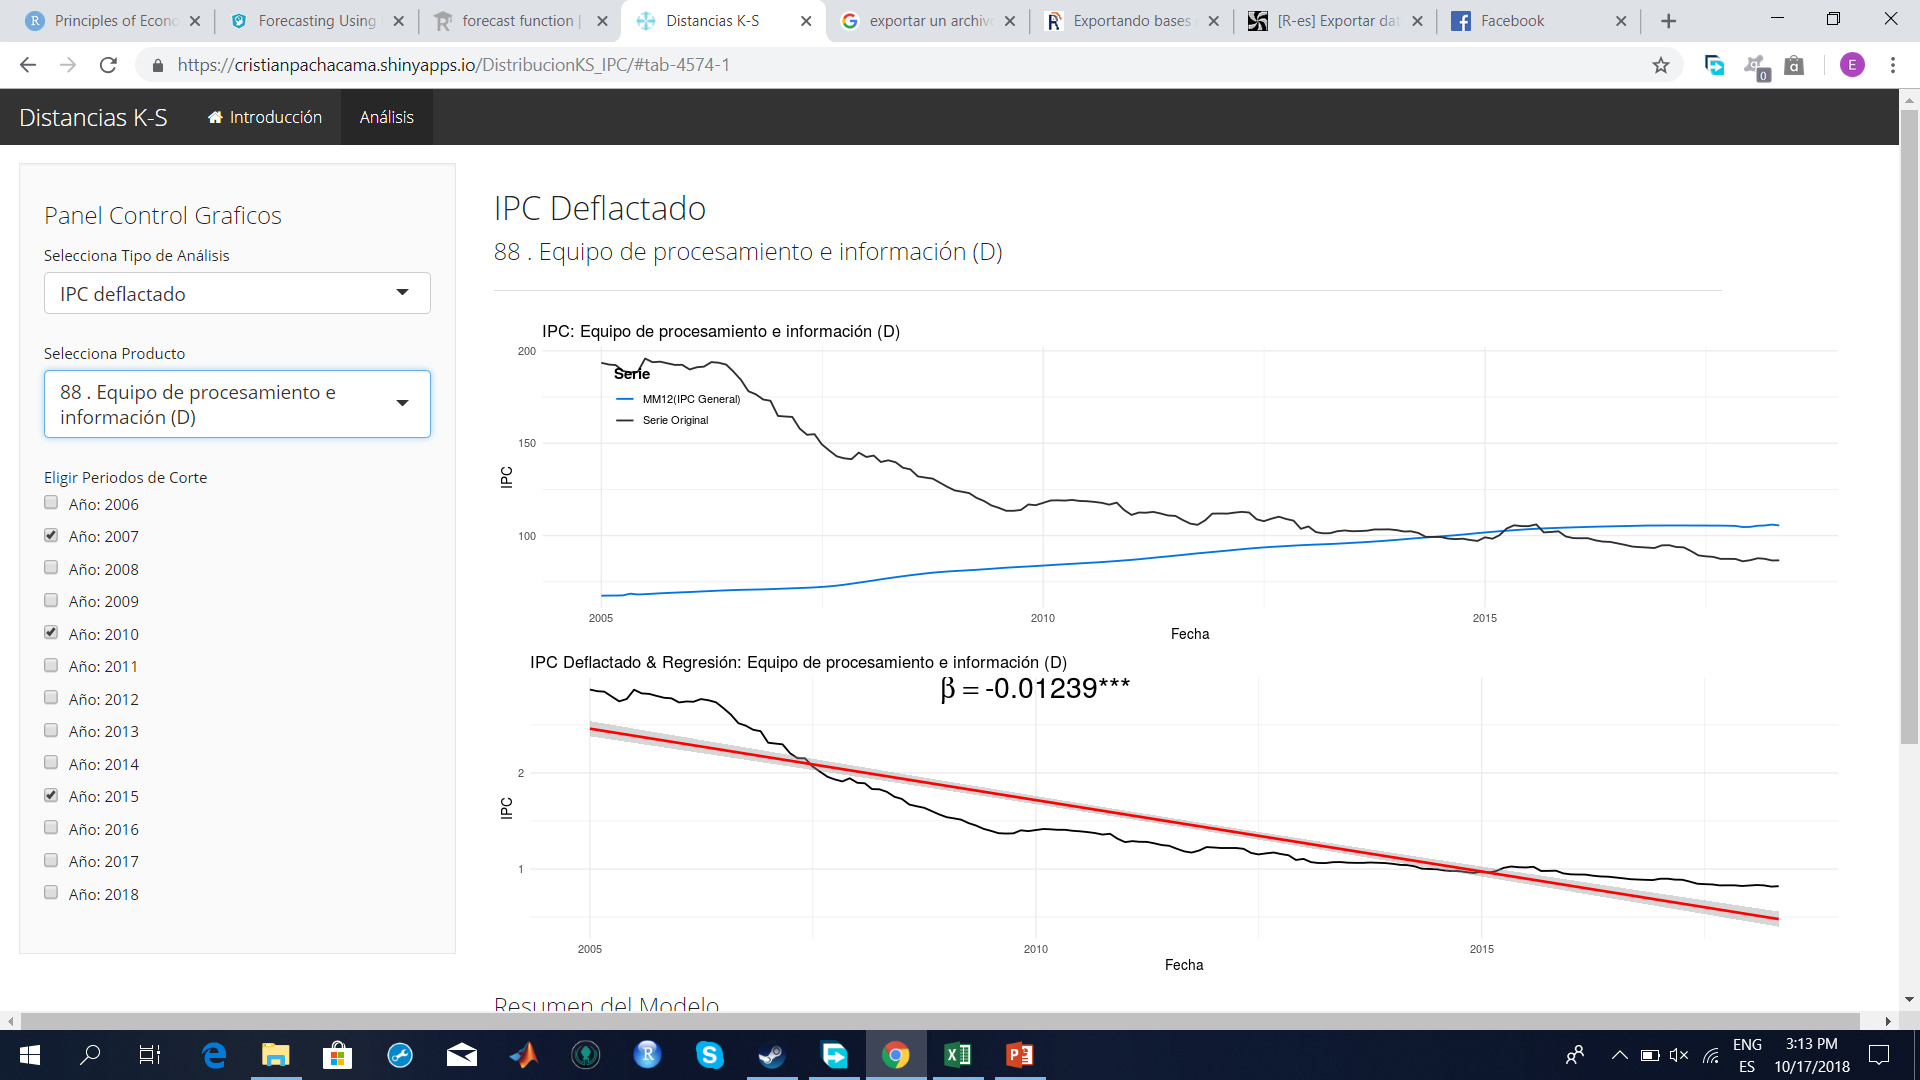 Principles of Econo
Forecasting Using
forecast function |
Distancias K-S
exportar un archivo
Exportando bases
[R-es] Exportar dat
Facebook
https://cristianpachacama.shinyapps.io/DistribucionKS_IPC/#tab-4574-1
0
a
E
Distancias K-S
Introducción
Análisis
Panel Control Graficos
Selecciona Tipo de Análisis
IPC deflactado
Selecciona Producto
88 . Equipo de procesamiento e
información (D)
Eligir Periodos de Corte
Año: 2006
Año: 2007
Año: 2008
Año: 2009
Año: 2010
Año: 2011
Año: 2012
Año: 2013
Año: 2014
Año: 2015
Año: 2016
Año: 2017
Año: 2018
IPC Deflactado
88 . Equipo de procesamiento e información (D)
IPC: Equipo de procesamiento e información (D)
200
150
100
IPC
Serie
MM12(IPC General)
Serie Original
2005
2010
2015
Fecha
IPC Deflactado & Regresión: Equipo de procesamiento e información (D)
β = -0.01239***
2
1
IPC
2005
2010
2015
Fecha
Resumen del Modelo
ENG
ES
3:13 PM
10/17/2018